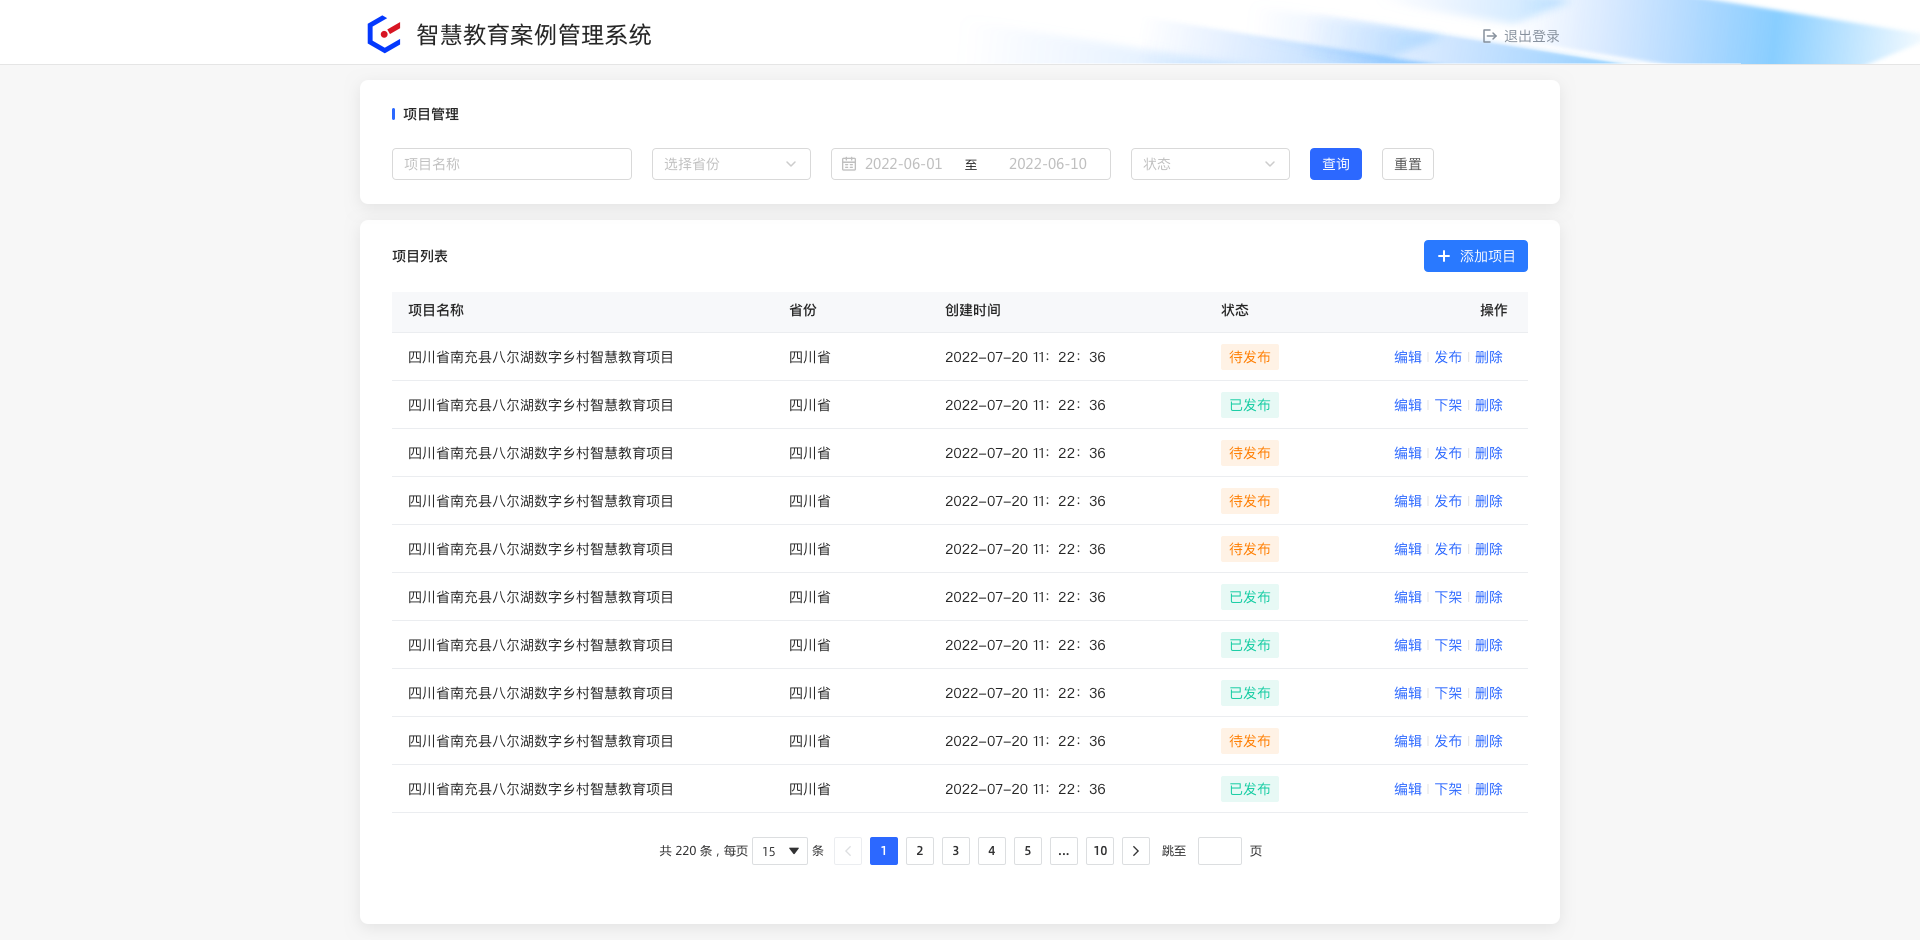 智慧教育案例管理系统
退出登录
项目管理
项目名称 选择省份 2022-06-01 至 2022-06-10 状态 查询 重置
项目列表 添加项目
项目名称 省份 创建时间 状态 操作
四川省南充县八尔湖数字乡村智慧教育项目 四川省 2022-07-20 11：22：36 待发布 编辑 发布 删除
四川省南充县八尔湖数字乡村智慧教育项目 四川省 2022-07-20 11：22：36 已发布 编辑 下架 删除
四川省南充县八尔湖数字乡村智慧教育项目 四川省 2022-07-20 11：22：36 待发布 编辑 发布 删除
四川省南充县八尔湖数字乡村智慧教育项目 四川省 2022-07-20 11：22：36 待发布 编辑 发布 删除
四川省南充县八尔湖数字乡村智慧教育项目 四川省 2022-07-20 11：22：36 待发布 编辑 发布 删除
四川省南充县八尔湖数字乡村智慧教育项目 四川省 2022-07-20 11：22：36 已发布 编辑 下架 删除
四川省南充县八尔湖数字乡村智慧教育项目 四川省 2022-07-20 11：22：36 已发布 编辑 下架 删除
四川省南充县八尔湖数字乡村智慧教育项目 四川省 2022-07-20 11：22：36 已发布 编辑 下架 删除
四川省南充县八尔湖数字乡村智慧教育项目 四川省 2022-07-20 11：22：36 待发布 编辑 发布 删除
四川省南充县八尔湖数字乡村智慧教育项目 四川省 2022-07-20 11：22：36 已发布 编辑 下架 删除
共 220 条，每页 15 条 1 2 3 4 5 ... 10 跳至 页